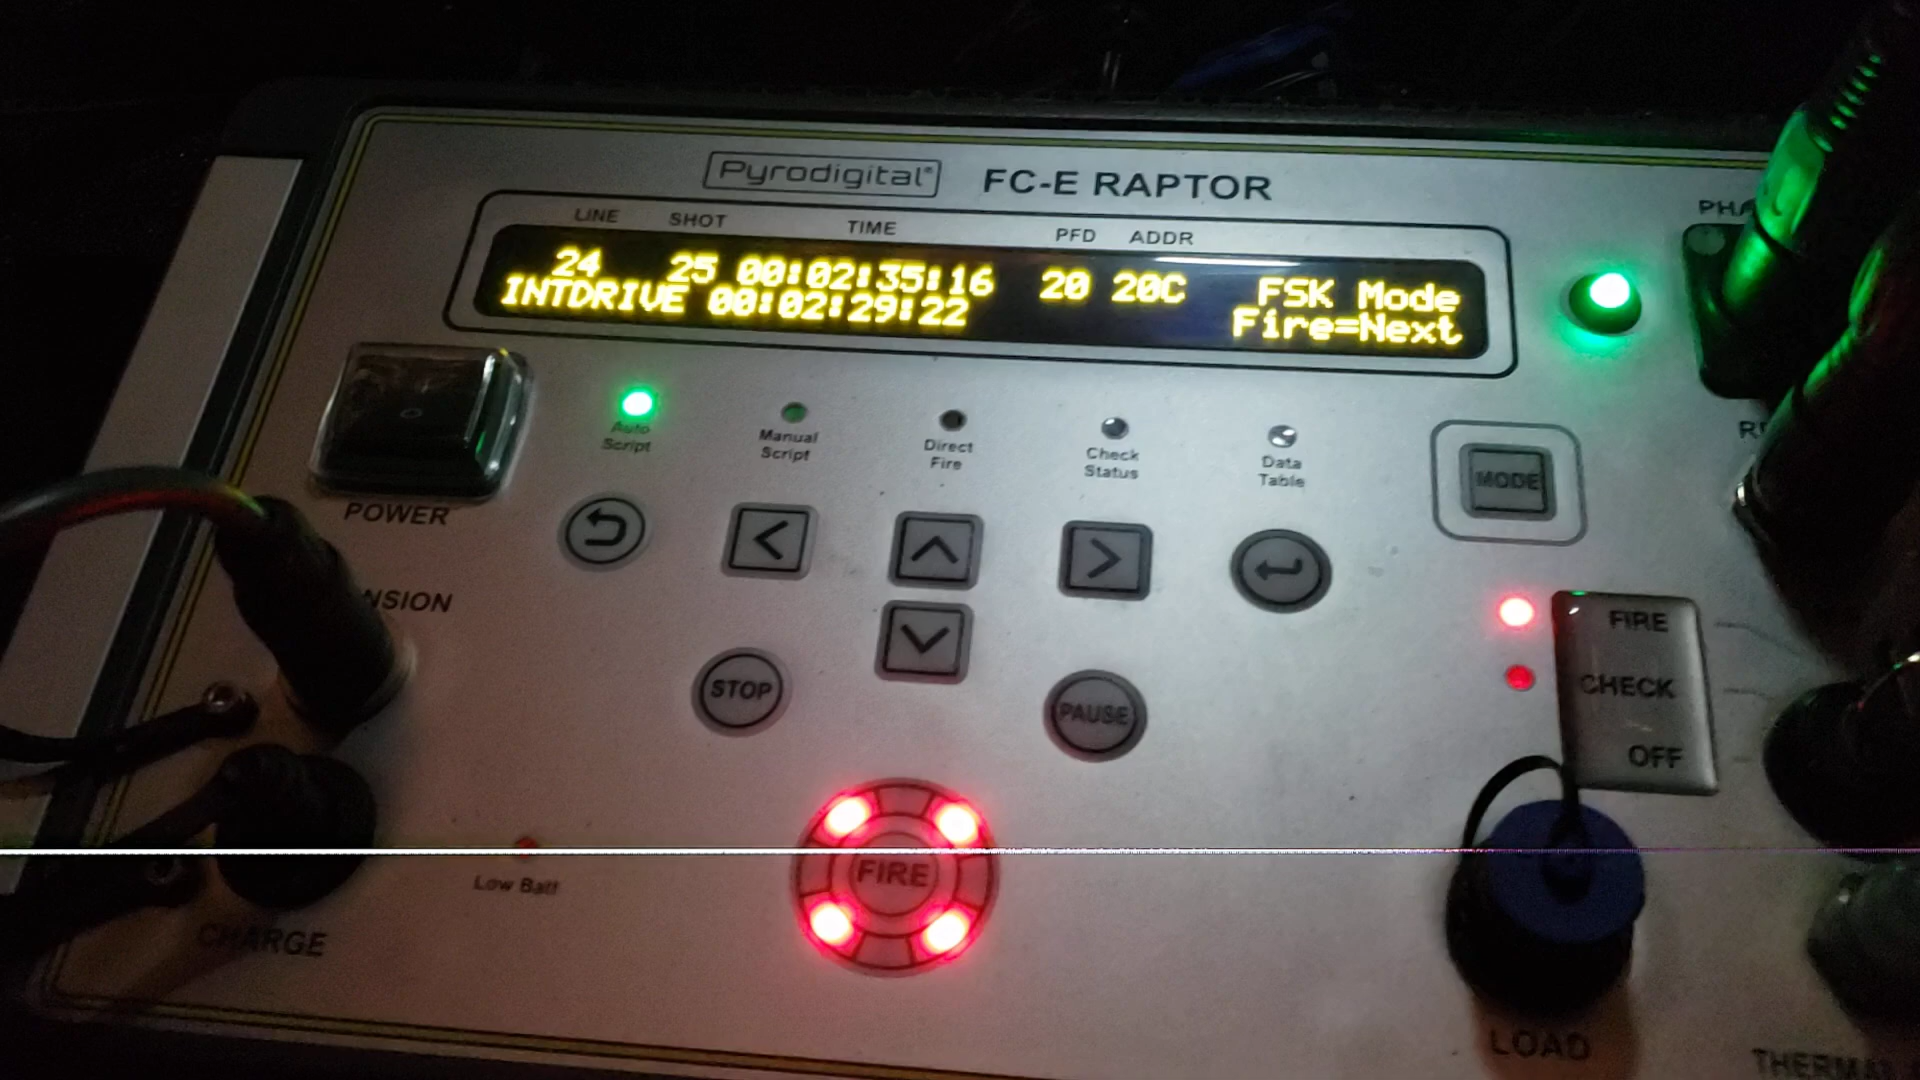 Pyrodigital® FC-E RAPTOR
LINE SHOT TIME PFD ADDR
24 25 00:02:35:16 20 20C FSK Mode
INTDRIVE 00:02:29:22 Fire=Next
Auto Script
Manual Script
Direct Fire
Check Status
Data Table
MODE
POWER
NSION
STOP
PAUSE
FIRE
CHECK
OFF
FIRE
Low Batt
CHARGE
LOAD